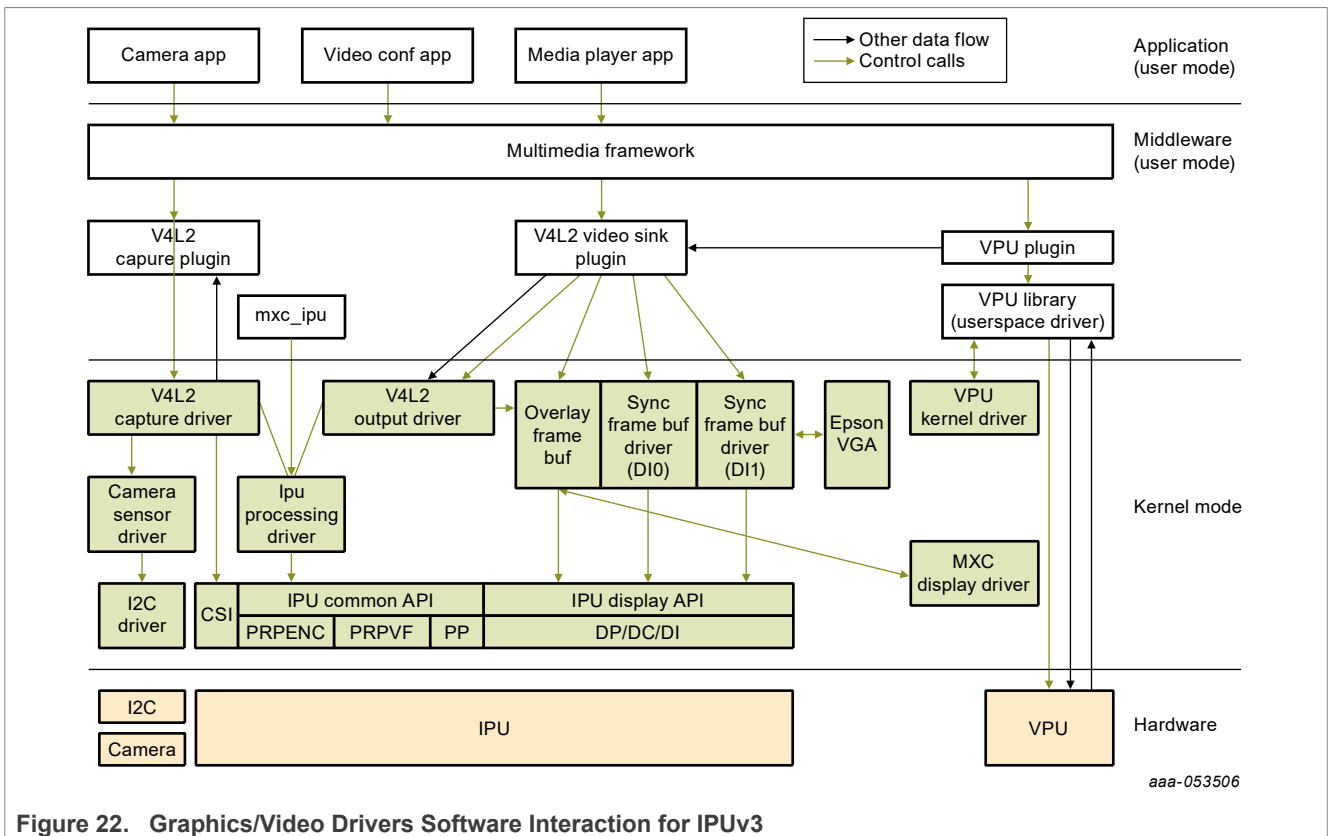 Camera app
Video conf app
Media player app
Other data flow
Control calls
Application
(user mode)
Multimedia framework
Middleware
(user mode)
V4L2
capure plugin
V4L2 video sink
plugin
VPU plugin
mxc_ipu
VPU library
(userspace driver)
V4L2
capture driver
V4L2
output driver
Overlay
frame
buf
Sync
frame buf
driver
(DI0)
Sync
frame buf
driver
(DI1)
Epson
VGA
VPU
kernel driver
Camera
sensor
driver
Ipu
processing
driver
Kernel mode
MXC
display driver
I2C
driver
CSI
IPU common API
IPU display API
PRPENC
PRPVF
PP
DP/DC/DI
I2C
Camera
IPU
VPU
Hardware
aaa-053506
Figure 22. Graphics/Video Drivers Software Interaction for IPUv3